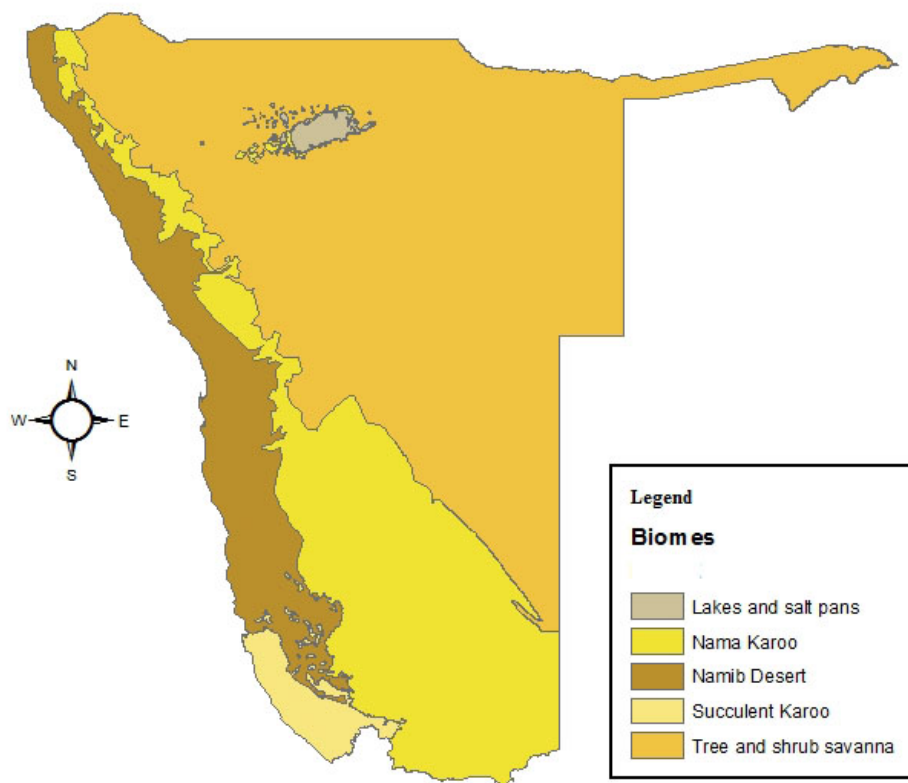 N
W E
S
Legend
Biomes
Lakes and salt pans
Nama Karoo
Namib Desert
Succulent Karoo
Tree and shrub savanna